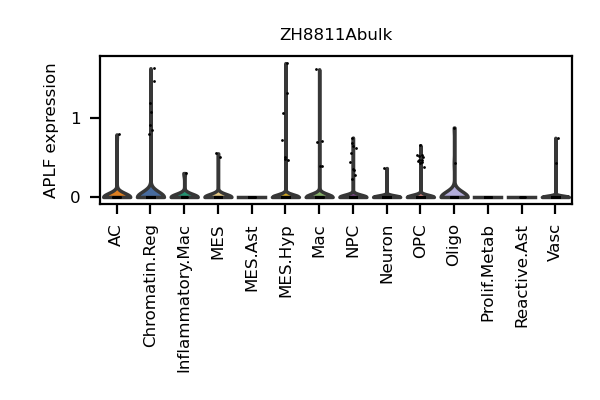 ZH8811Abulk
APLF expression
1
0
AC
Chromatin.Reg
Inflammatory.Mac
MES
MES.Ast
MES.Hyp
Mac
NPC
Neuron
OPC
Oligo
Prolif.Metab
Reactive.Ast
Vasc